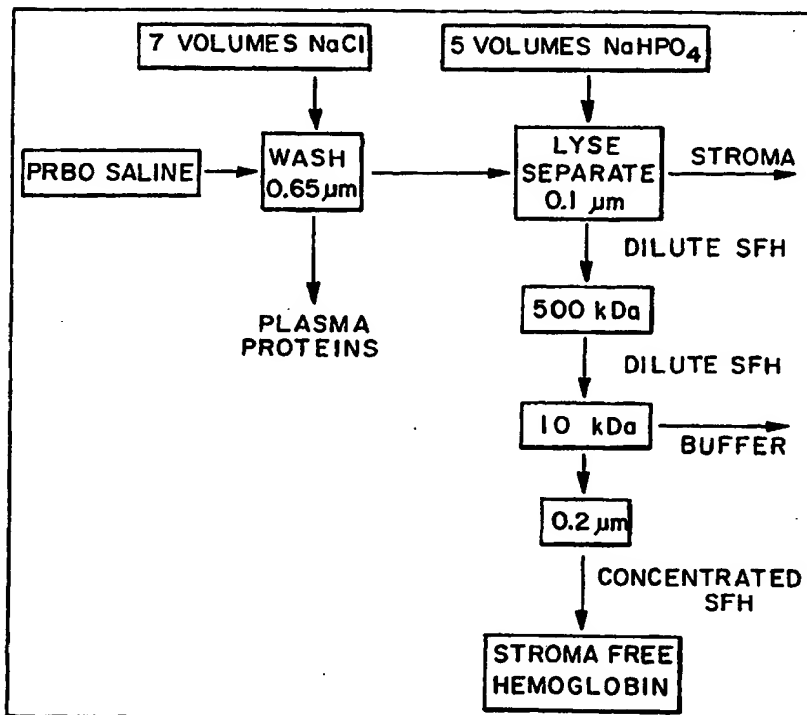 7 VOLUMES NaCl
5 VOLUMES NaHPO4
PRBO SALINE
WASH
0.65 µm
LYSE
SEPARATE
0.1 µm
STROMA
PLASMA
PROTEINS
DILUTE SFH
500 kDa
DILUTE SFH
10 kDa
BUFFER
0.2 µm
CONCENTRATED
SFH
STROMA FREE
HEMOGLOBIN